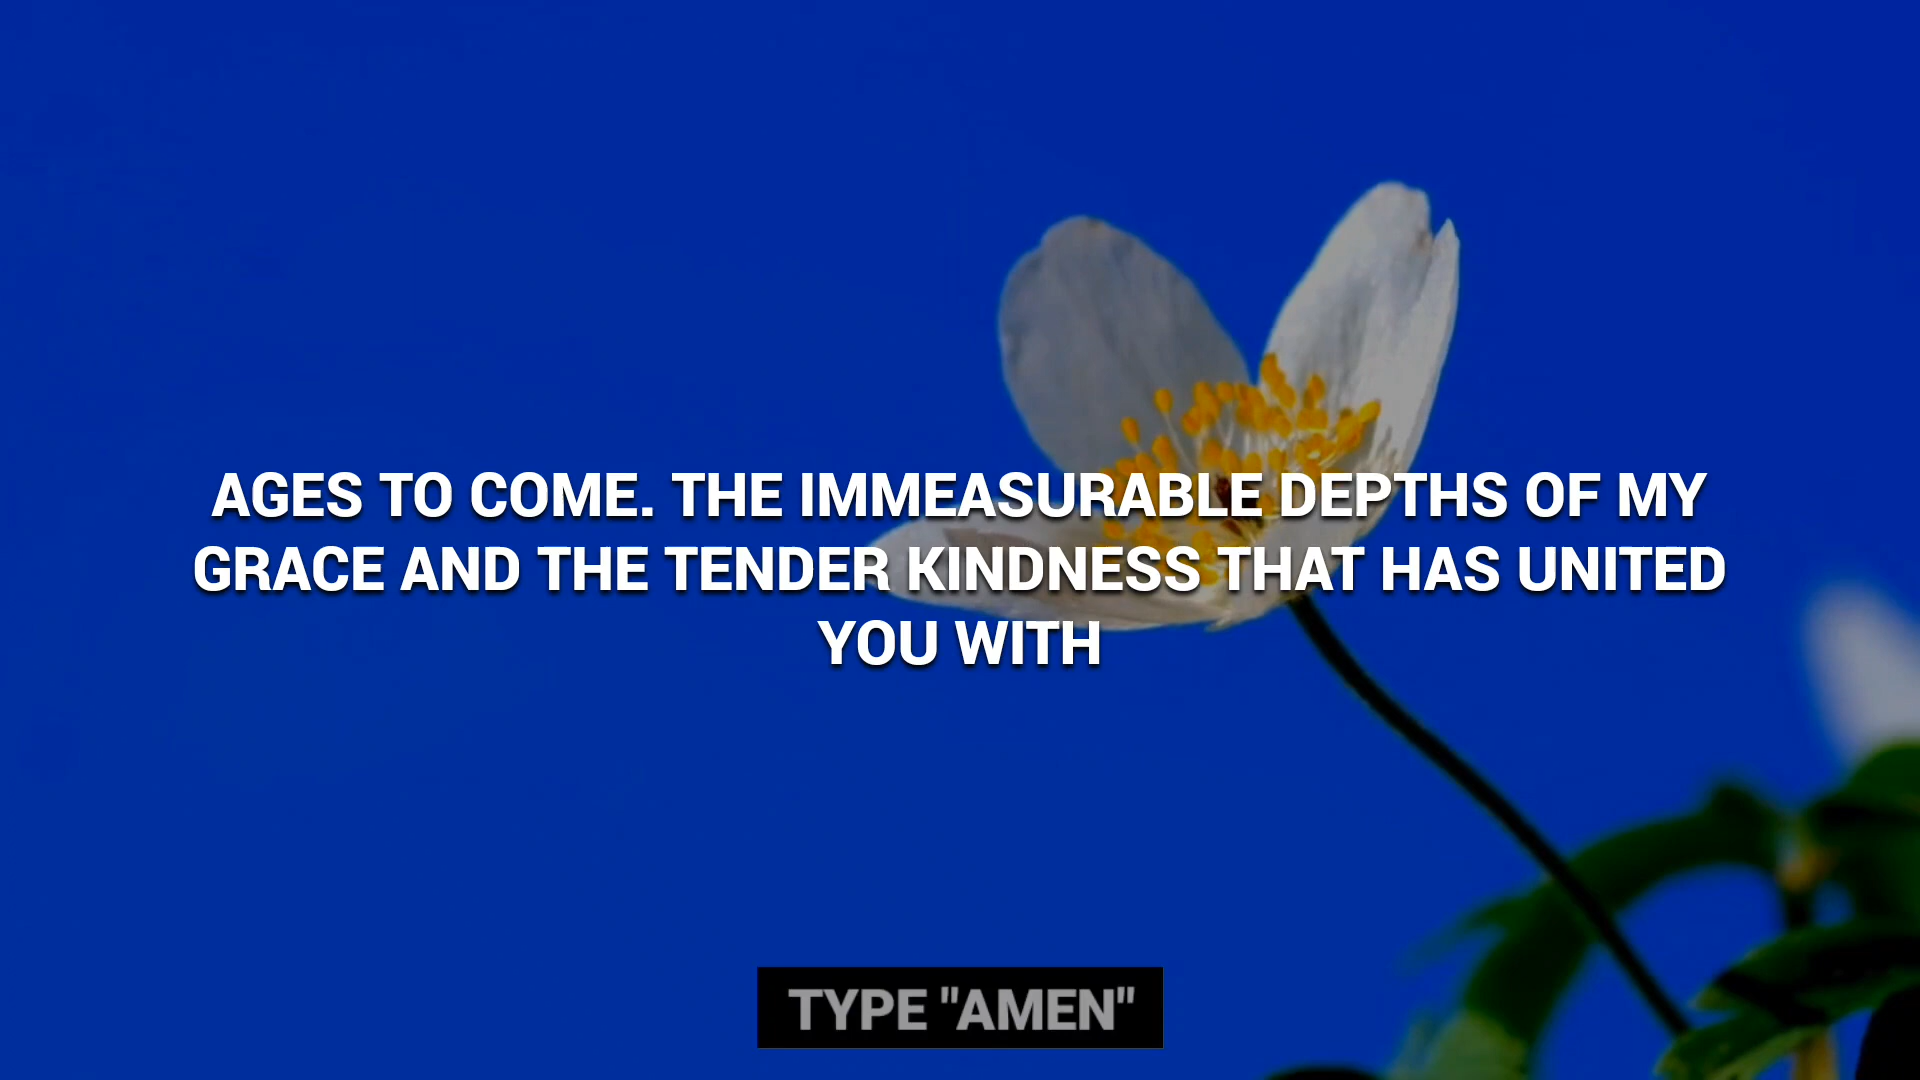 AGES TO COME. THE IMMEASURABLE DEPTHS OF MY
GRACE AND THE TENDER KINDNESS THAT HAS UNITED
YOU WITH
TYPE "AMEN"